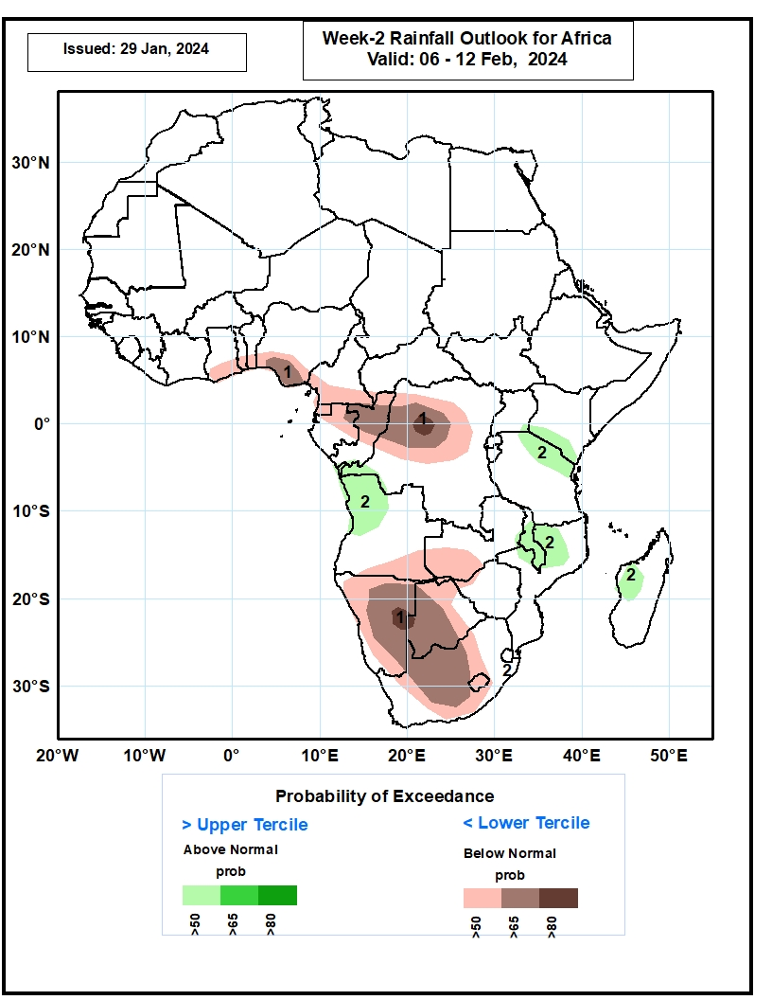 Issued: 29 Jan, 2024
Week-2 Rainfall Outlook for Africa
Valid: 06 - 12 Feb, 2024
30°N
20°N
10°N
0°
10°S
20°S
30°S
1
1
2
2
2
2
1
2
20°W 10°W 0° 10°E 20°E 30°E 40°E 50°E
Probability of Exceedance
> Upper Tercile
< Lower Tercile
Above Normal
Below Normal
prob
prob
>50 >65 >80
>50 >65 >80